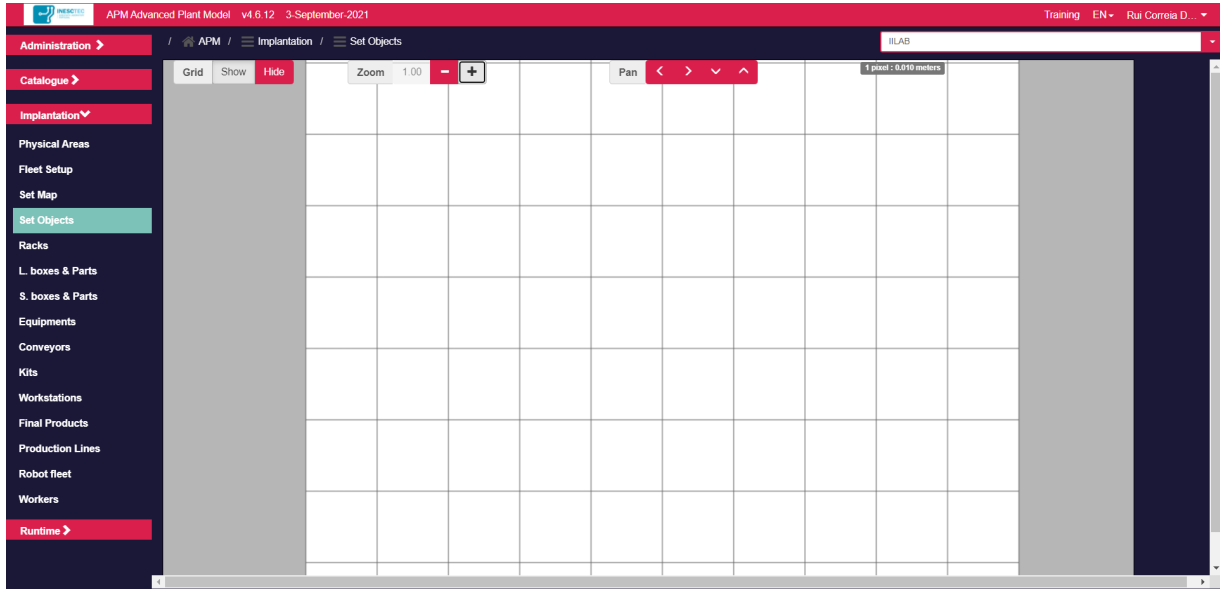 INESCTEC APM Advanced Plant Model v4.6.12 3-September-2021 Training EN Rui Correia D...
Administration / APM / Implantation / Set Objects IILAB
Grid Show Hide Zoom 1.00 Pan 1 pixel : 0.010 meters
Catalogue
Implantation
Physical Areas
Fleet Setup
Set Map
Set Objects
Racks
L. boxes & Parts
S. boxes & Parts
Equipments
Conveyors
Kits
Workstations
Final Products
Production Lines
Robot fleet
Workers
Runtime